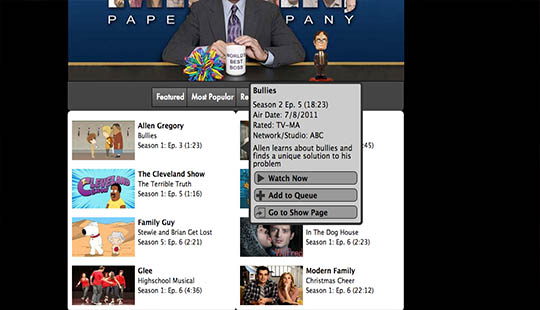 PAPE
PANY
WORLD'S
BEST
BOSS
Featured
Most Popular
Re
Allen Gregory
Bullies
Season 1: Ep. 3 (1:23)
CLEVELAND
SHOW
The Cleveland Show
The Terrible Truth
Season 1: Ep. 5 (1:16)
Family Guy
Stewie and Brian Get Lost
Season 5: Ep. 6 (2:21)
Glee
Highschool Musical
Season 1: Ep. 6 (4:36)
Bullies
Season 2 Ep. 5 (18:23)
Air Date: 7/8/2011
Rated: TV-MA
Network/Studio: ABC
Allen learns about bullies and
finds a unique solution to his
problem
Watch Now
Add to Queue
Go to Show Page
:44)
In The Dog House
Season 1: Ep. 6 (2:23)
Modern Family
Christmas Cheer
Season 1: Ep. 6 (22:12)